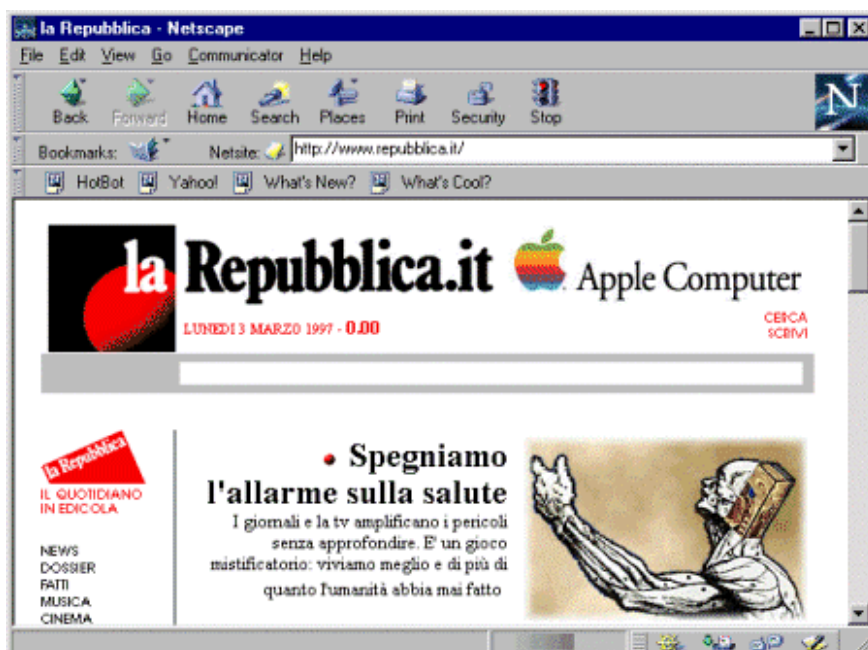 la Repubblica - Netscape
File Edit View Go Communicator Help
Back Forward Home Search Places Print Security Stop
N
Bookmarks: Netsite: http://www.repubblica.it/
HotBot Yahoo! What's New? What's Cool?
la Repubblica.it Apple Computer
LUNEDI 3 MARZO 1997 - 0.00
CERCA
SCRIVI
la Repubblica
IL QUOTIDIANO
IN EDICOLA
NEWS
DOSSIER
FATTI
MUSICA
CINEMA
Spegniamo
l'allarme sulla salute
I giornali e la tv amplificano i pericoli
senza approfondire. E' un gioco
mistificatorio: viviamo meglio e di più di
quanto l'umanità abbia mai fatto